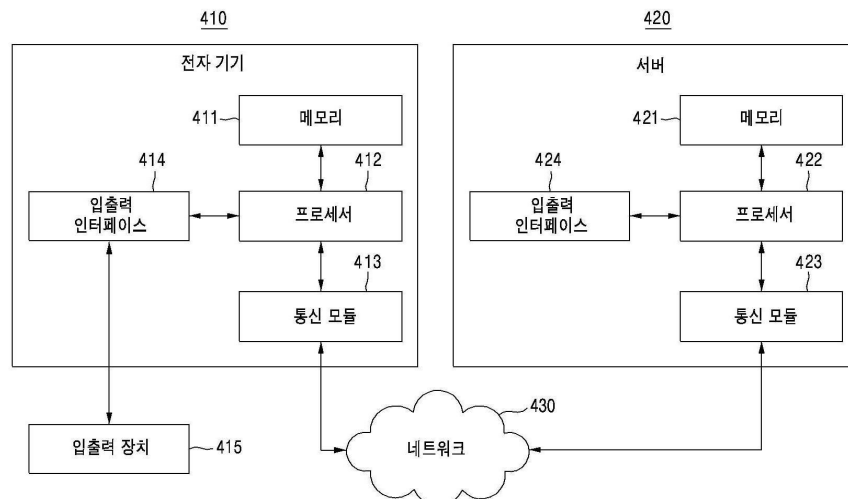 410
420
전자 기기
서버
411
메모리
421
메모리
414
412
424
422
입출력
인터페이스
프로세서
입출력
인터페이스
프로세서
413
423
통신 모듈
통신 모듈
430
입출력 장치
415
네트워크